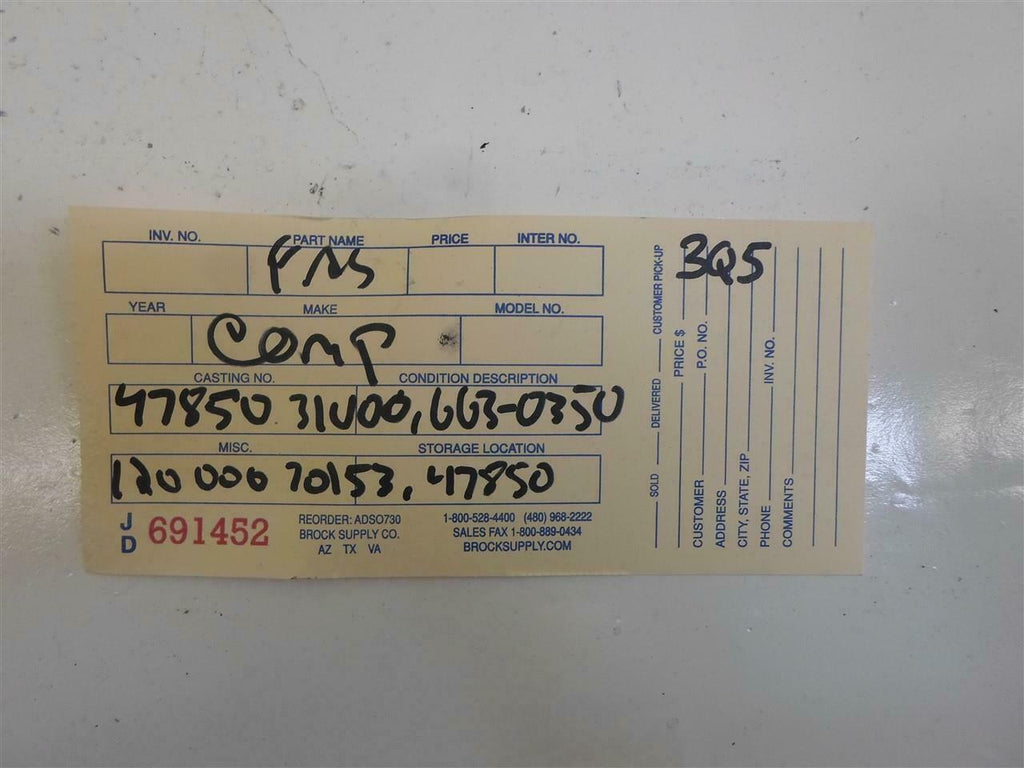 INV. NO. PART NAME PRICE INTER NO.
YEAR MAKE MODEL NO.
Comp
CASTING NO. CONDITION DESCRIPTION
47850 31U00, 663-0350
MISC. STORAGE LOCATION
120 000 70153, 47850
JD 691452
REORDER: ADSO730
BROCK SUPPLY CO.
AZ TX VA
1-800-528-4400 (480) 968-2222
SALES FAX 1-800-889-0434
BROCKSUPPLY.COM
3Q5
SOLD DELIVERED CUSTOMER PICK-UP
PRICE $
CUSTOMER P.O. NO.
ADDRESS
CITY, STATE, ZIP
PHONE INV. NO.
COMMENTS